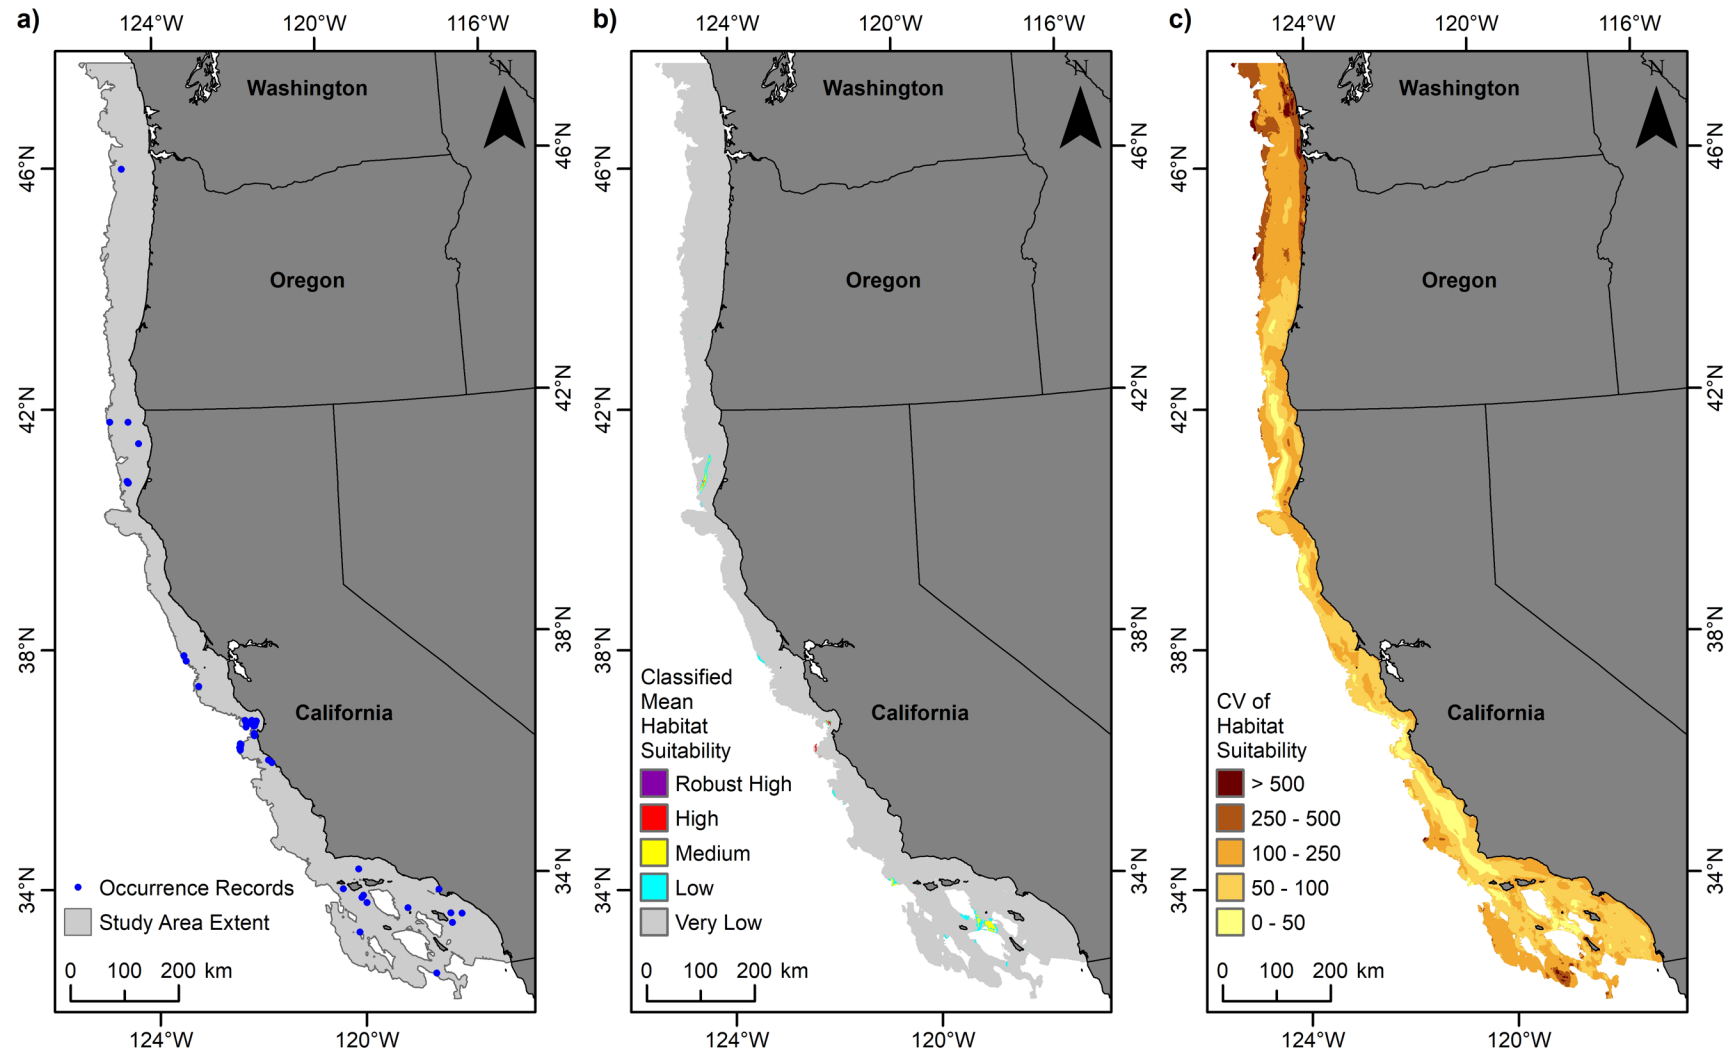 a)
124°W
120°W
116°W
N
Washington
46°N
46°N
Oregon
42°N
42°N
38°N
38°N
California
34°N
34°N
Occurrence Records
Study Area Extent
0 100 200 km
124°W
120°W
b)
124°W
120°W
116°W
N
Washington
46°N
46°N
Oregon
42°N
42°N
38°N
38°N
California
Classified
Mean
Habitat
Suitability
Robust High
High
Medium
Low
Very Low
34°N
34°N
0 100 200 km
124°W
120°W
c)
124°W
120°W
116°W
N
Washington
46°N
46°N
Oregon
42°N
42°N
38°N
38°N
California
CV of
Habitat
Suitability
> 500
250 - 500
100 - 250
50 - 100
0 - 50
34°N
34°N
0 100 200 km
124°W
120°W